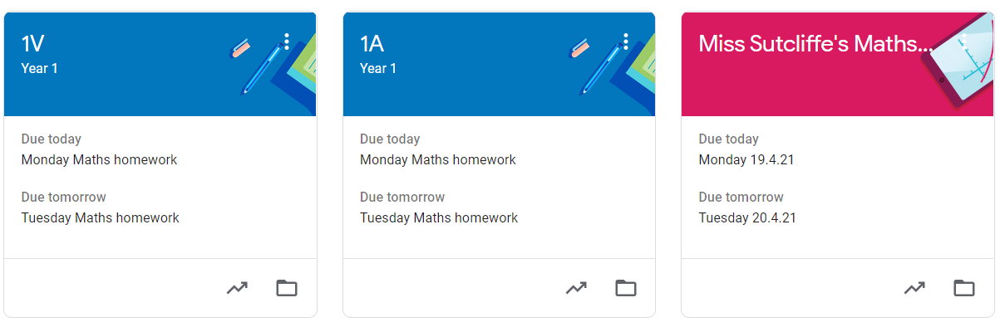 1V
Year 1
Due today
Monday Maths homework
Due tomorrow
Tuesday Maths homework
1A
Year 1
Due today
Monday Maths homework
Due tomorrow
Tuesday Maths homework
Miss Sutcliffe's Maths...
Due today
Monday 19.4.21
Due tomorrow
Tuesday 20.4.21